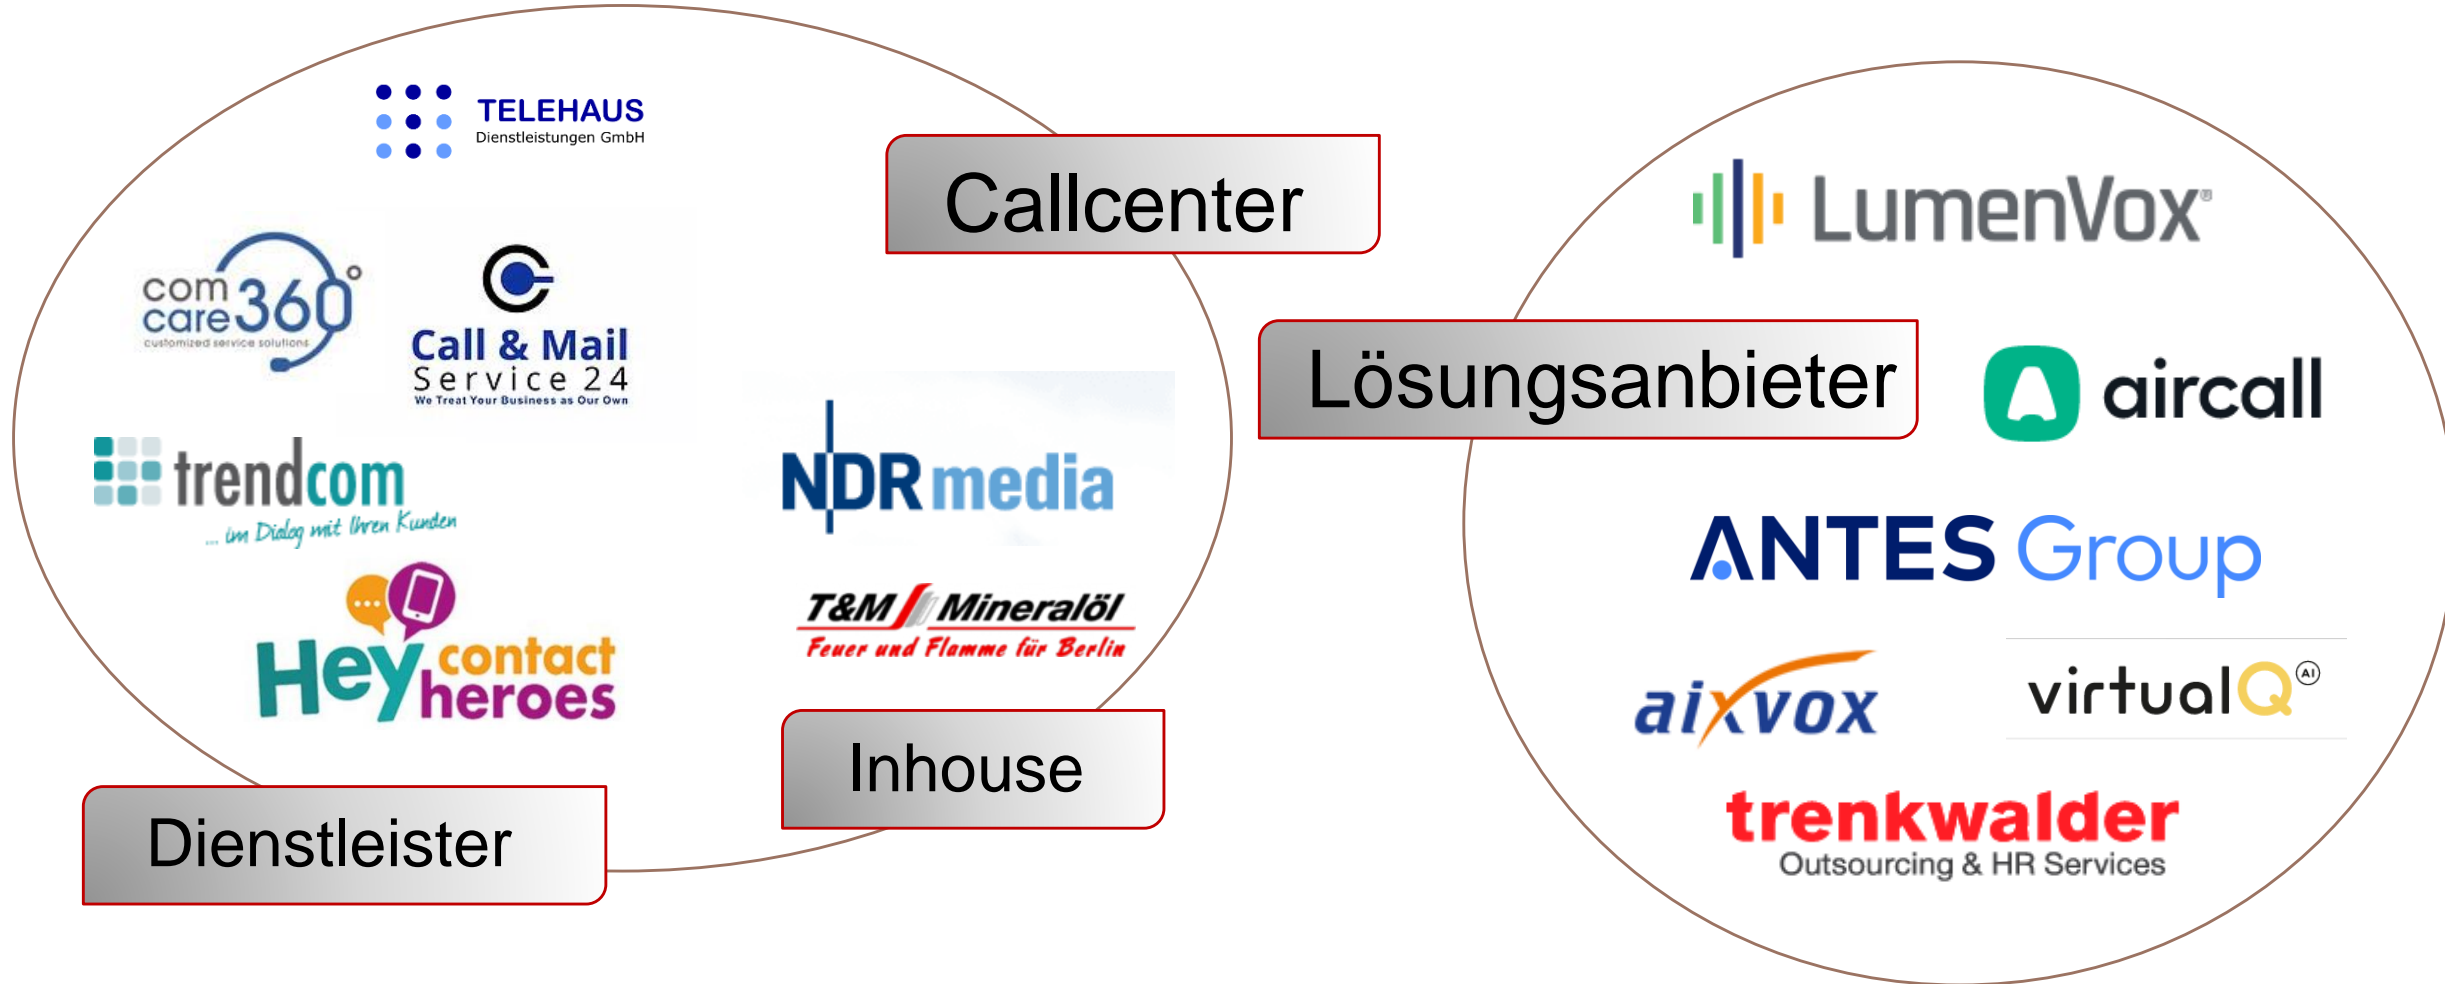 TELEHAUS
Dienstleistungen GmbH
Callcenter
com care 360°
customized service solutions
Call & Mail
Service 24
We Treat Your Business as Our Own
trendcom
... im Dialog mit Ihren Kunden
NDR media
Hey contact heroes
T&M Mineralöl
Feuer und Flamme für Berlin
Inhouse
Dienstleister
LumenVox®
Lösungsanbieter
aircall
ANTES Group
aixvox
virtualQ AI
trenkwalder
Outsourcing & HR Services